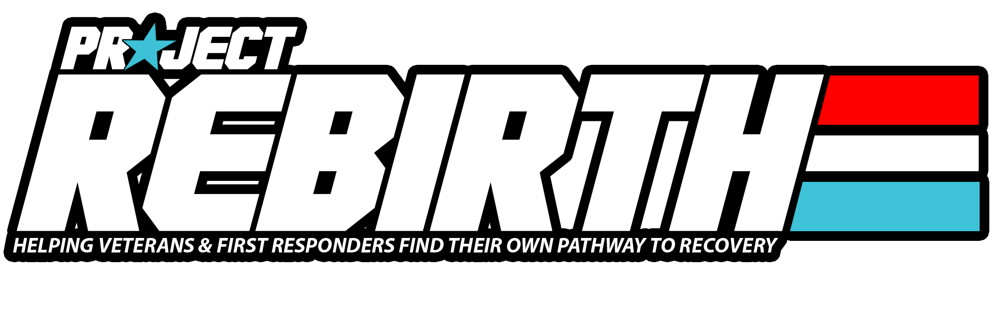 PROJECT
REBIRTH
HELPING VETERANS & FIRST RESPONDERS FIND THEIR OWN PATHWAY TO RECOVERY